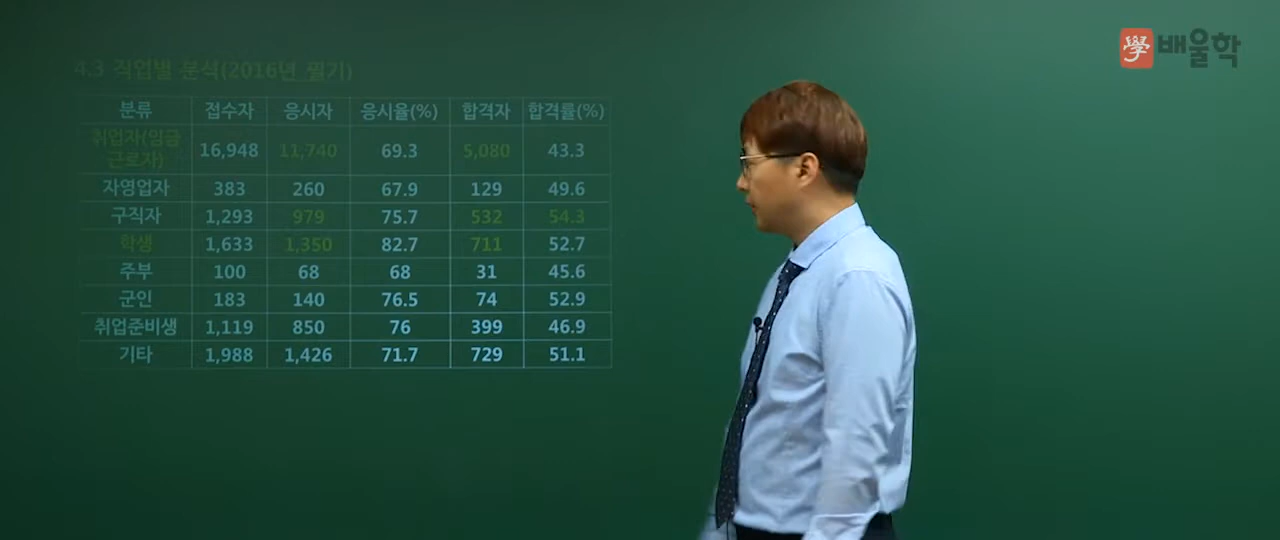 學 배울학
4.3 직업별 분석(2016년 필기)
분류 접수자 응시자 응시율(%) 합격자 합격률(%)
취업자(임금
근로자) 16,948 11,740 69.3 5,080 43.3
자영업자 383 260 67.9 129 49.6
구직자 1,293 979 75.7 532 54.3
학생 1,633 1,350 82.7 711 52.7
주부 100 68 68 31 45.6
군인 183 140 76.5 74 52.9
취업준비생 1,119 850 76 399 46.9
기타 1,988 1,426 71.7 729 51.1